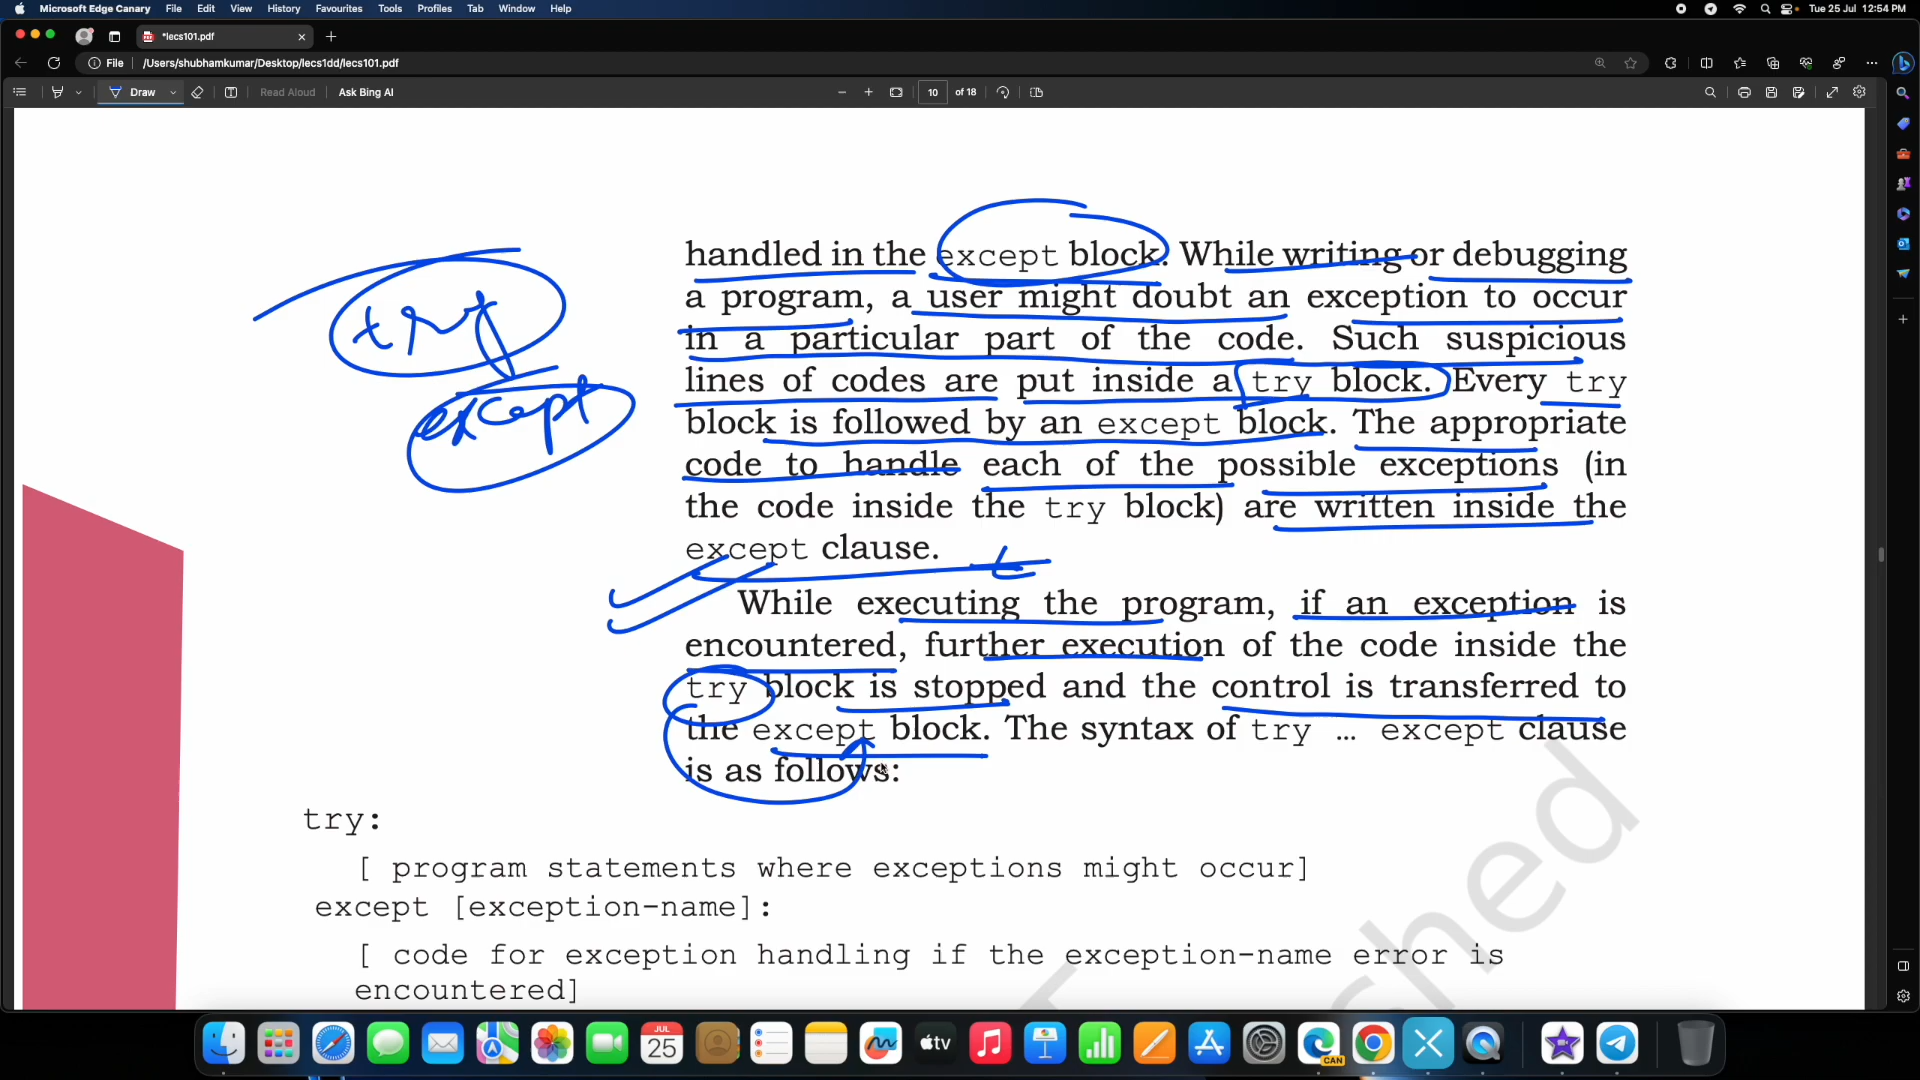 Microsoft Edge Canary File Edit View History Favourites Tools Profiles Tab Window Help Tue 25 Jul 12:54 PM
*lecs101.pdf
File /Users/shubhamkumar/Desktop/lecs1dd/lecs101.pdf
Draw Read Aloud Ask Bing AI 10 of 18
handled in the except block. While writing or debugging
a program, a user might doubt an exception to occur
in a particular part of the code. Such suspicious
lines of codes are put inside a try block. Every try
block is followed by an except block. The appropriate
code to handle each of the possible exceptions (in
the code inside the try block) are written inside the
except clause.
try
except
While executing the program, if an exception is
encountered, further execution of the code inside the
try block is stopped and the control is transferred to
the except block. The syntax of try … except clause
is as follows:
try:
[ program statements where exceptions might occur]
except [exception-name]:
[ code for exception handling if the exception-name error is
encountered]
shed
JUL
25
tv
CAN